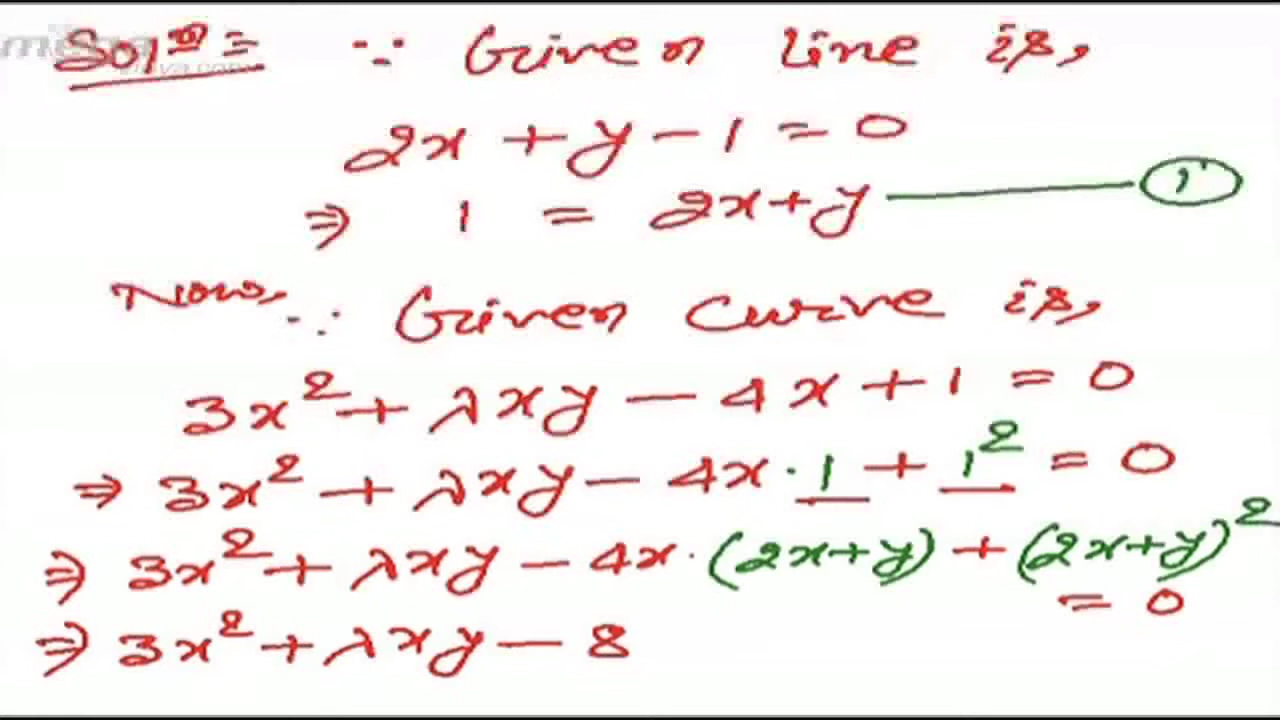 Solⁿ= ∵ Given line is,
2x + y - 1 = 0
⇒ 1 = 2x+y —— 1
Now, ∵ Given curve is,
3x² + λxy - 4x + 1 = 0
⇒ 3x² + λxy - 4x·1 + 1² = 0
⇒ 3x² + λxy - 4x·(2x+y) + (2x+y)²
= 0
⇒ 3x² + λxy - 8